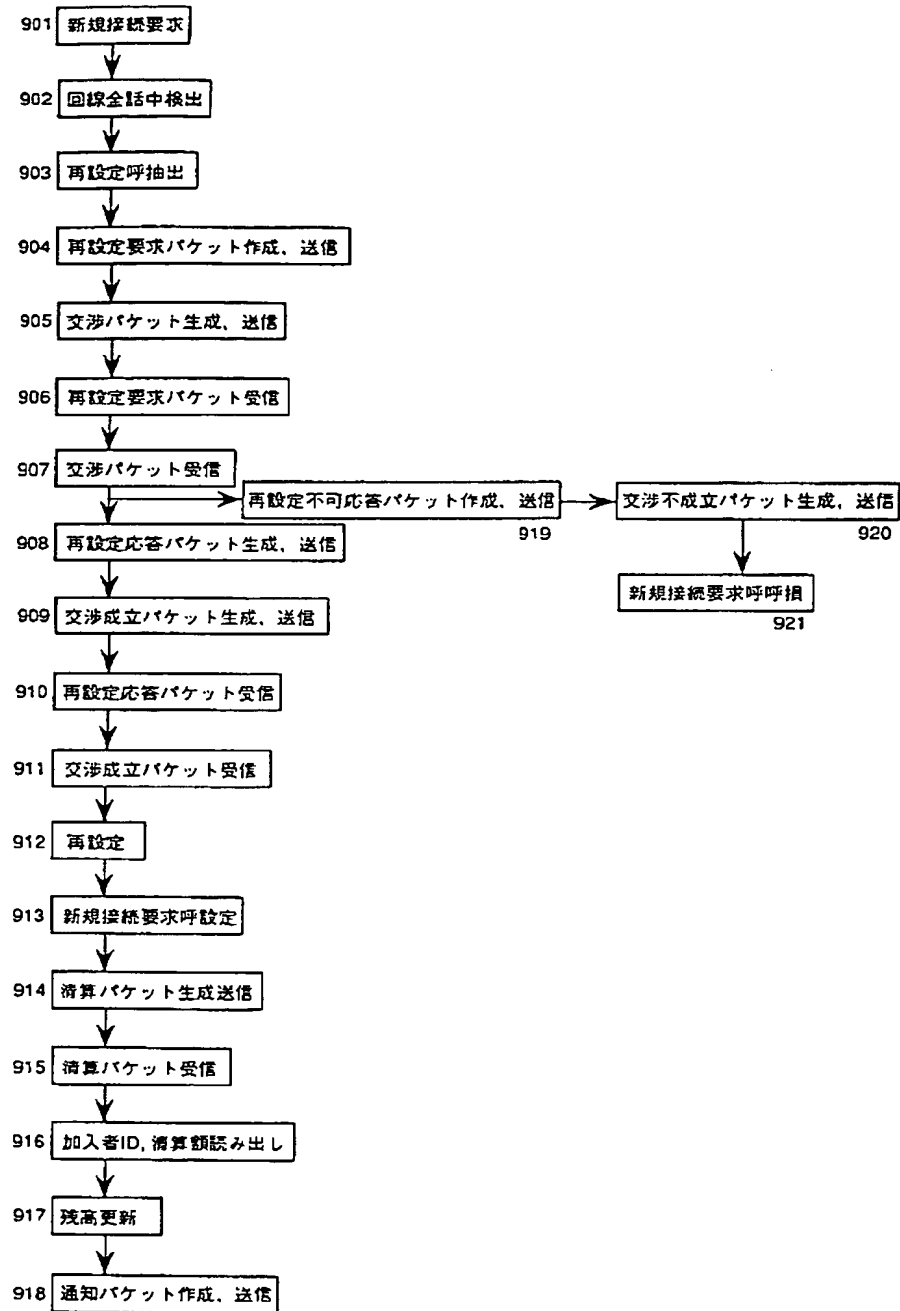 901 新規接続要求
902 回線全話中検出
903 再設定呼抽出
904 再設定要求パケット作成、送信
905 交渉パケット生成、送信
906 再設定要求パケット受信
907 交渉パケット受信
再設定不可応答パケット作成、送信
919
交渉不成立パケット生成、送信
920
新規接続要求呼呼損
921
908 再設定応答パケット生成、送信
909 交渉成立パケット生成、送信
910 再設定応答パケット受信
911 交渉成立パケット受信
912 再設定
913 新規接続要求呼設定
914 清算パケット生成送信
915 清算パケット受信
916 加入者ID, 清算額読み出し
917 残高更新
918 通知パケット作成、送信